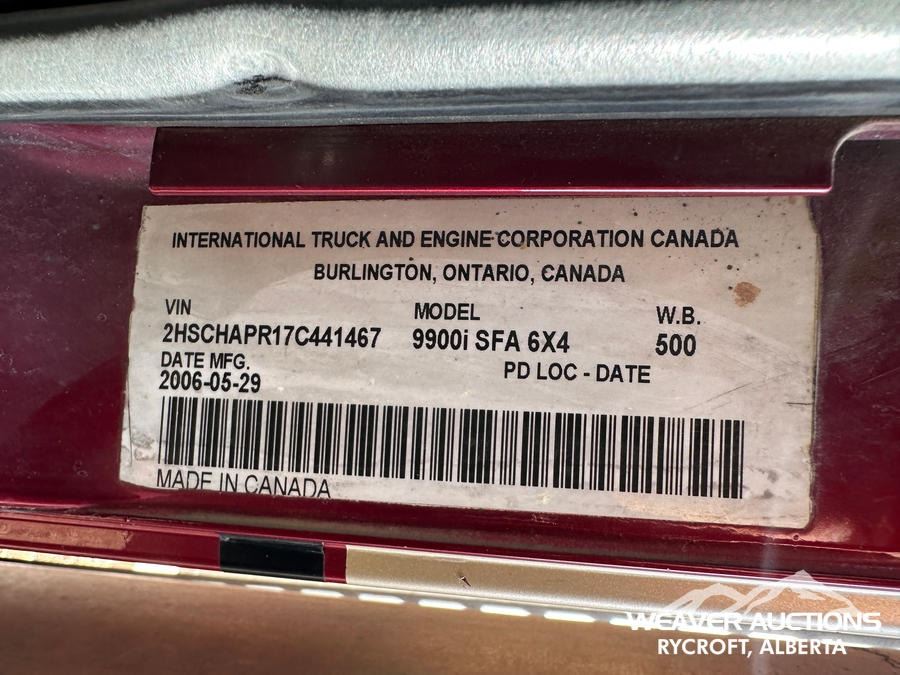 INTERNATIONAL TRUCK AND ENGINE CORPORATION CANADA
BURLINGTON, ONTARIO, CANADA
VIN MODEL W.B.
2HSCHAPR17C441467 9900i SFA 6X4 500
DATE MFG. PD LOC - DATE
2006-05-29
MADE IN CANADA
WEAVER AUCTIONS
RYCROFT, ALBERTA